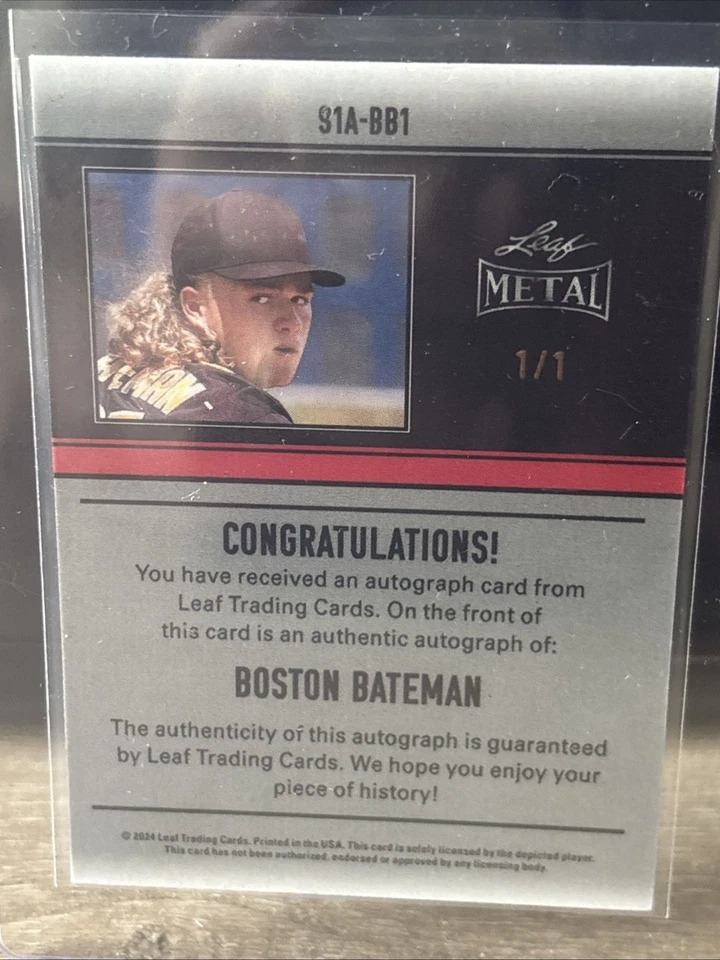 S1A-BB1
Leaf
METAL
1/1
CONGRATULATIONS!
You have received an autograph card from
Leaf Trading Cards. On the front of
this card is an authentic autograph of:
BOSTON BATEMAN
The authenticity of this autograph is guaranteed
by Leaf Trading Cards. We hope you enjoy your
piece of history!
© 2024 Leaf Trading Cards. Printed in the USA. This card is solely licensed by the depicted player.
This card has not been authorized, endorsed or approved by any licensing body.